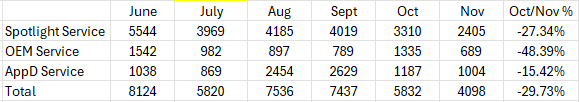 June July Aug Sept Oct Nov Oct/Nov %
Spotlight Service 5544 3969 4185 4019 3310 2405 -27.34%
OEM Service 1542 982 897 789 1335 689 -48.39%
AppD Service 1038 869 2454 2629 1187 1004 -15.42%
Total 8124 5820 7536 7437 5832 4098 -29.73%